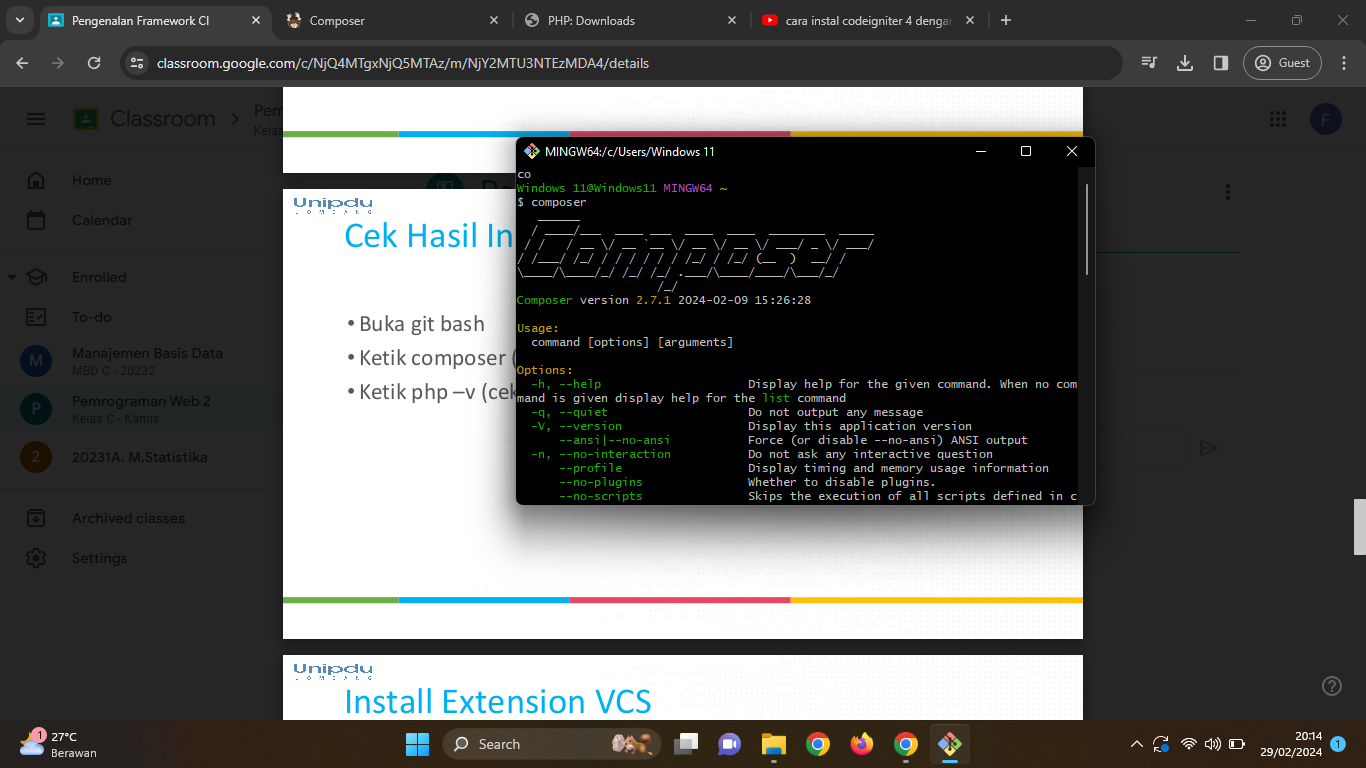 Pengenalan Framework CI
Composer
PHP: Downloads
cara instal codeigniter 4 dengan
classroom.google.com/c/NjQ4MTgxNjQ5MTAz/m/NjY2MTU3NTEzMDA4/details
Guest
Classroom
Pem
Kelas
F
Home
Calendar
Enrolled
To-do
M
Manajemen Basis Data
MBD C - 20232
P
Pemrograman Web 2
Kelas C - Kamis
2
20231A. M.Statistika
Archived classes
Settings
Unipdu
JOMBANG
Cek Hasil In
• Buka git bash
• Ketik composer (
• Ketik php –v (cek
MINGW64:/c/Users/Windows 11
co
Windows 11@Windows11 MINGW64 ~
$ composer
Composer
Composer version 2.7.1 2024-02-09 15:26:28
Usage:
command [options] [arguments]
Options:
-h, --help Display help for the given command. When no com
mand is given display help for the list command
-q, --quiet Do not output any message
-V, --version Display this application version
--ansi|--no-ansi Force (or disable --no-ansi) ANSI output
-n, --no-interaction Do not ask any interactive question
--profile Display timing and memory usage information
--no-plugins Whether to disable plugins.
--no-scripts Skips the execution of all scripts defined in c
Unipdu
JOMBANG
Install Extension VCS
1
27°C
Berawan
Search
20:14
29/02/2024
1